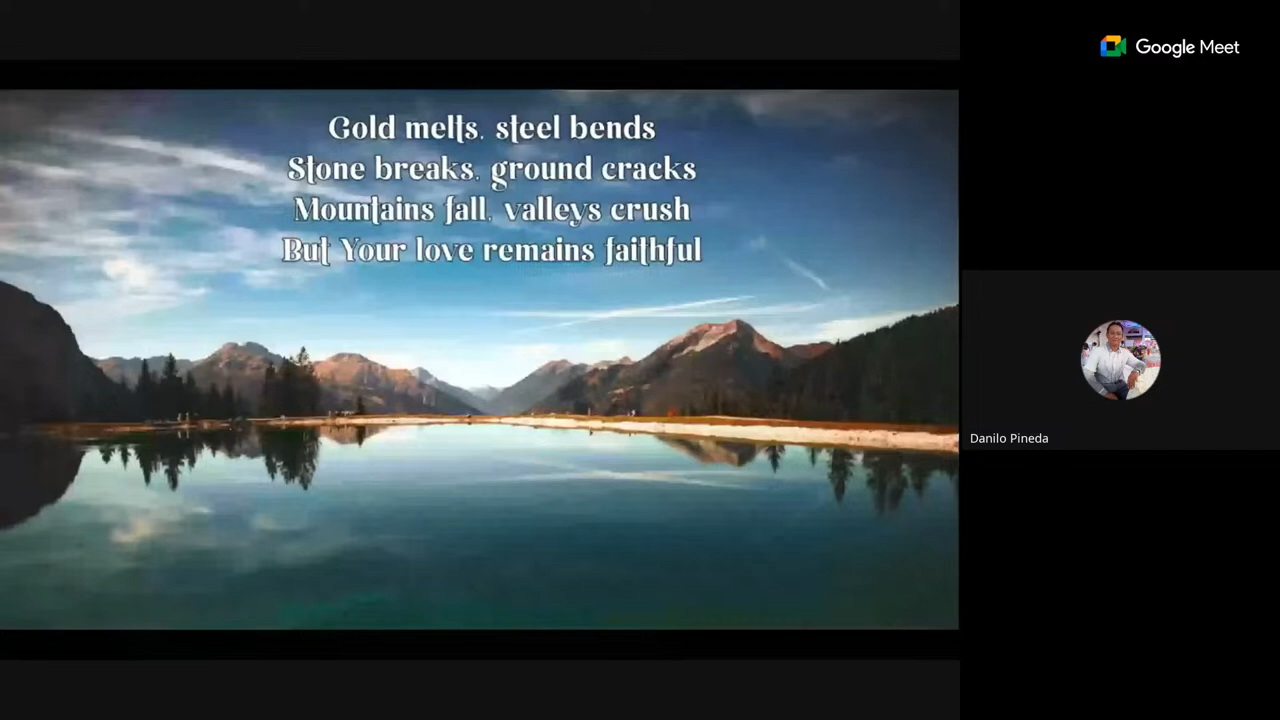 Gold melts, steel bends
Stone breaks, ground cracks
Mountains fall, valleys crush
But Your love remains faithful
Google Meet
Danilo Pineda